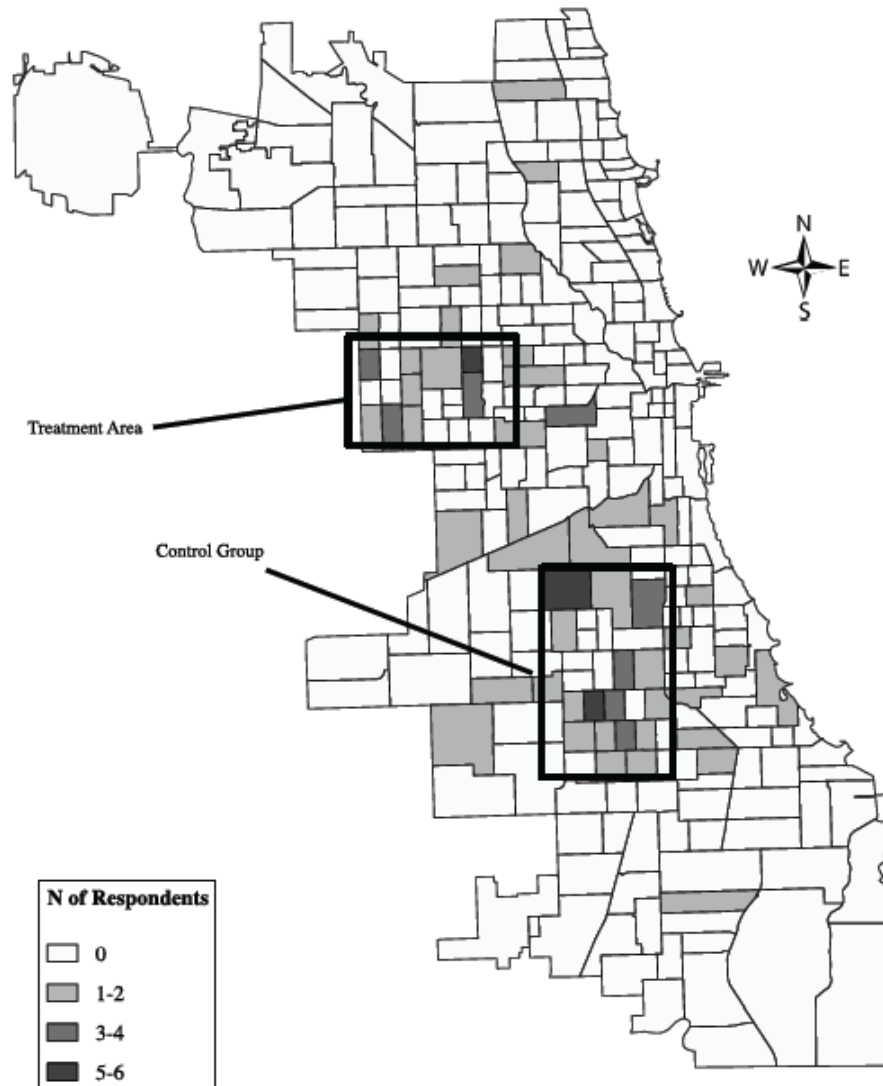 N
W E
S
Treatment Area
Control Group
N of Respondents
0
1-2
3-4
5-6